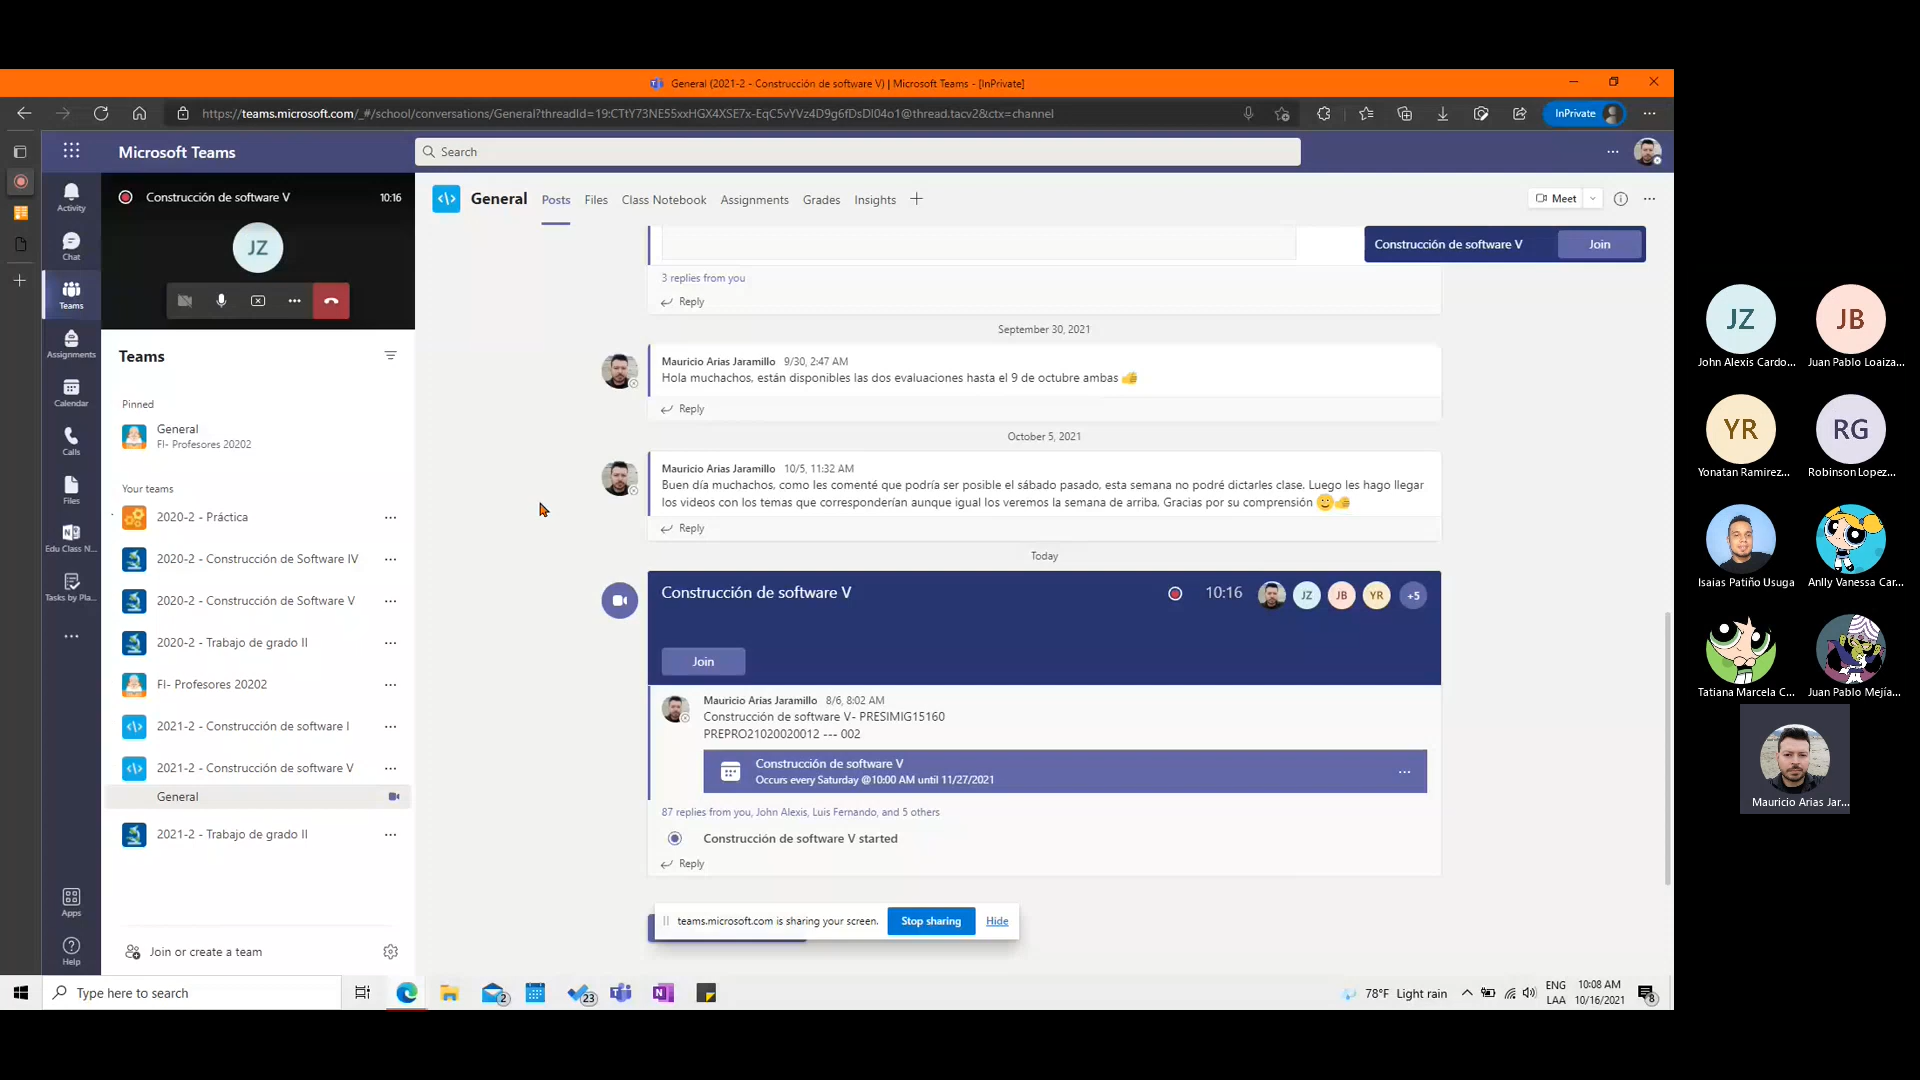 General (2021-2 - Construcción de software V) | Microsoft Teams - [InPrivate]
https://teams.microsoft.com/_#/school/conversations/General?threadId=19:CTtY73NE55xxHGX4XSE7x-EqC5vYVz4D9g6fDsDI04o1@thread.tacv2&ctx=channel
InPrivate
Microsoft Teams
Search
Activity
Chat
Teams
Assignments
Calendar
Calls
Files
Edu Class N...
Tasks by Pla...
Apps
Help
Construcción de software V
10:16
JZ
Teams
Pinned
General
FI- Profesores 20202
Your teams
2020-2 - Práctica
2020-2 - Construcción de Software IV
2020-2 - Construcción de Software V
2020-2 - Trabajo de grado II
FI- Profesores 20202
2021-2 - Construcción de software I
2021-2 - Construcción de software V
General
2021-2 - Trabajo de grado II
Join or create a team
General
Posts
Files
Class Notebook
Assignments
Grades
Insights
Meet
Construcción de software V
Join
3 replies from you
Reply
September 30, 2021
Mauricio Arias Jaramillo 9/30, 2:47 AM
Hola muchachos, están disponibles las dos evaluaciones hasta el 9 de octubre ambas
Reply
October 5, 2021
Mauricio Arias Jaramillo 10/5, 11:32 AM
Buen día muchachos, como les comenté que podría ser posible el sábado pasado, esta semana no podré dictarles clase. Luego les hago llegar
los videos con los temas que corresponderían aunque igual los veremos la semana de arriba. Gracias por su comprensión
Reply
Today
Construcción de software V
10:16
JZ
JB
YR
+5
Join
Mauricio Arias Jaramillo 8/6, 8:02 AM
Construcción de software V- PRESIMIG15160
PREPRO21020020012 --- 002
Construcción de software V
Occurs every Saturday @10:00 AM until 11/27/2021
87 replies from you, John Alexis, Luis Fernando, and 5 others
Construcción de software V started
Reply
teams.microsoft.com is sharing your screen.
Stop sharing
Hide
Type here to search
2
23
78°F Light rain
ENG
LAA
10:08 AM
10/16/2021
8
JZ
John Alexis Cardo...
JB
Juan Pablo Loaiza...
YR
Yonatan Ramirez...
RG
Robinson Lopez...
Isaias Patiño Usuga
Anlly Vanessa Car...
Tatiana Marcela C...
Juan Pablo Mejía...
Mauricio Arias Jar...